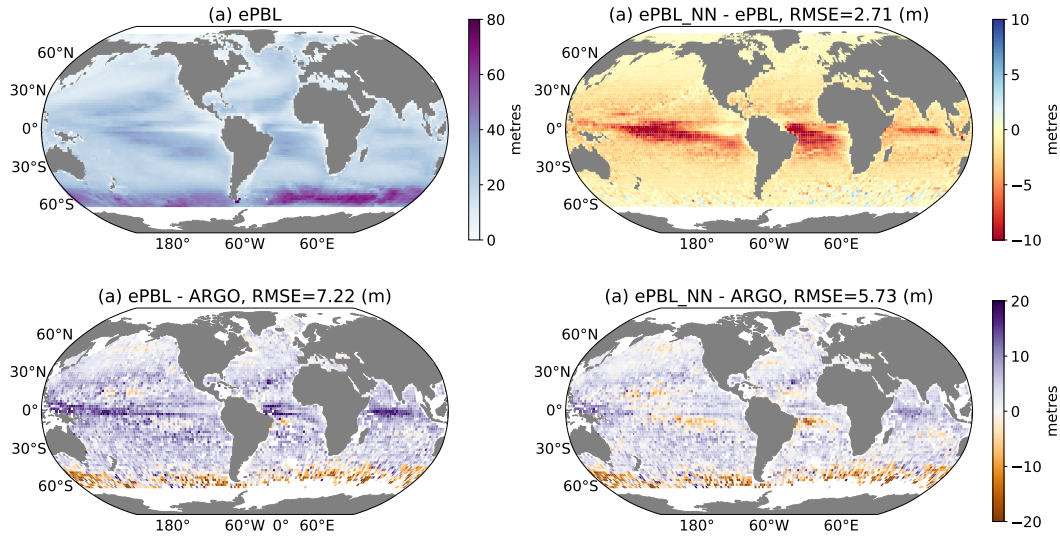 (a) ePBL
60°N
30°N
0°
30°S
60°S
180° 60°W 60°E
80
60
40
20
0
metres
(a) ePBL_NN - ePBL, RMSE=2.71 (m)
60°N
30°N
0°
30°S
60°S
180° 60°W 60°E
10
5
0
−5
−10
metres
(a) ePBL - ARGO, RMSE=7.22 (m)
60°N
30°N
0°
30°S
60°S
180° 60°W 0° 60°E
(a) ePBL_NN - ARGO, RMSE=5.73 (m)
60°N
30°N
0°
30°S
60°S
180° 60°W 60°E
20
10
0
−10
−20
metres